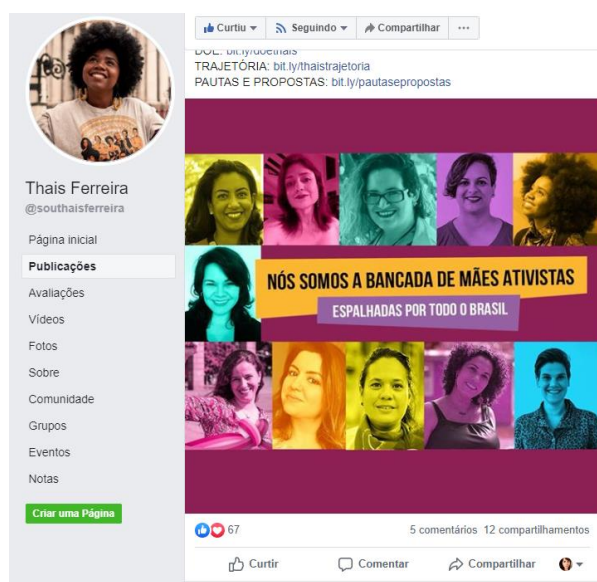 Curtiu
Seguindo
Compartilhar
DOE: bit.ly/doethais
TRAJETÓRIA: bit.ly/thaistrajetoria
PAUTAS E PROPOSTAS: bit.ly/pautasepropostas
Thais Ferreira
@southaisferreira
Página inicial
Publicações
Avaliações
Vídeos
Fotos
Sobre
Comunidade
Grupos
Eventos
Notas
Criar uma Página
NÓS SOMOS A BANCADA DE MÃES ATIVISTAS
ESPALHADAS POR TODO O BRASIL
67
5 comentários 12 compartilhamentos
Curtir
Comentar
Compartilhar